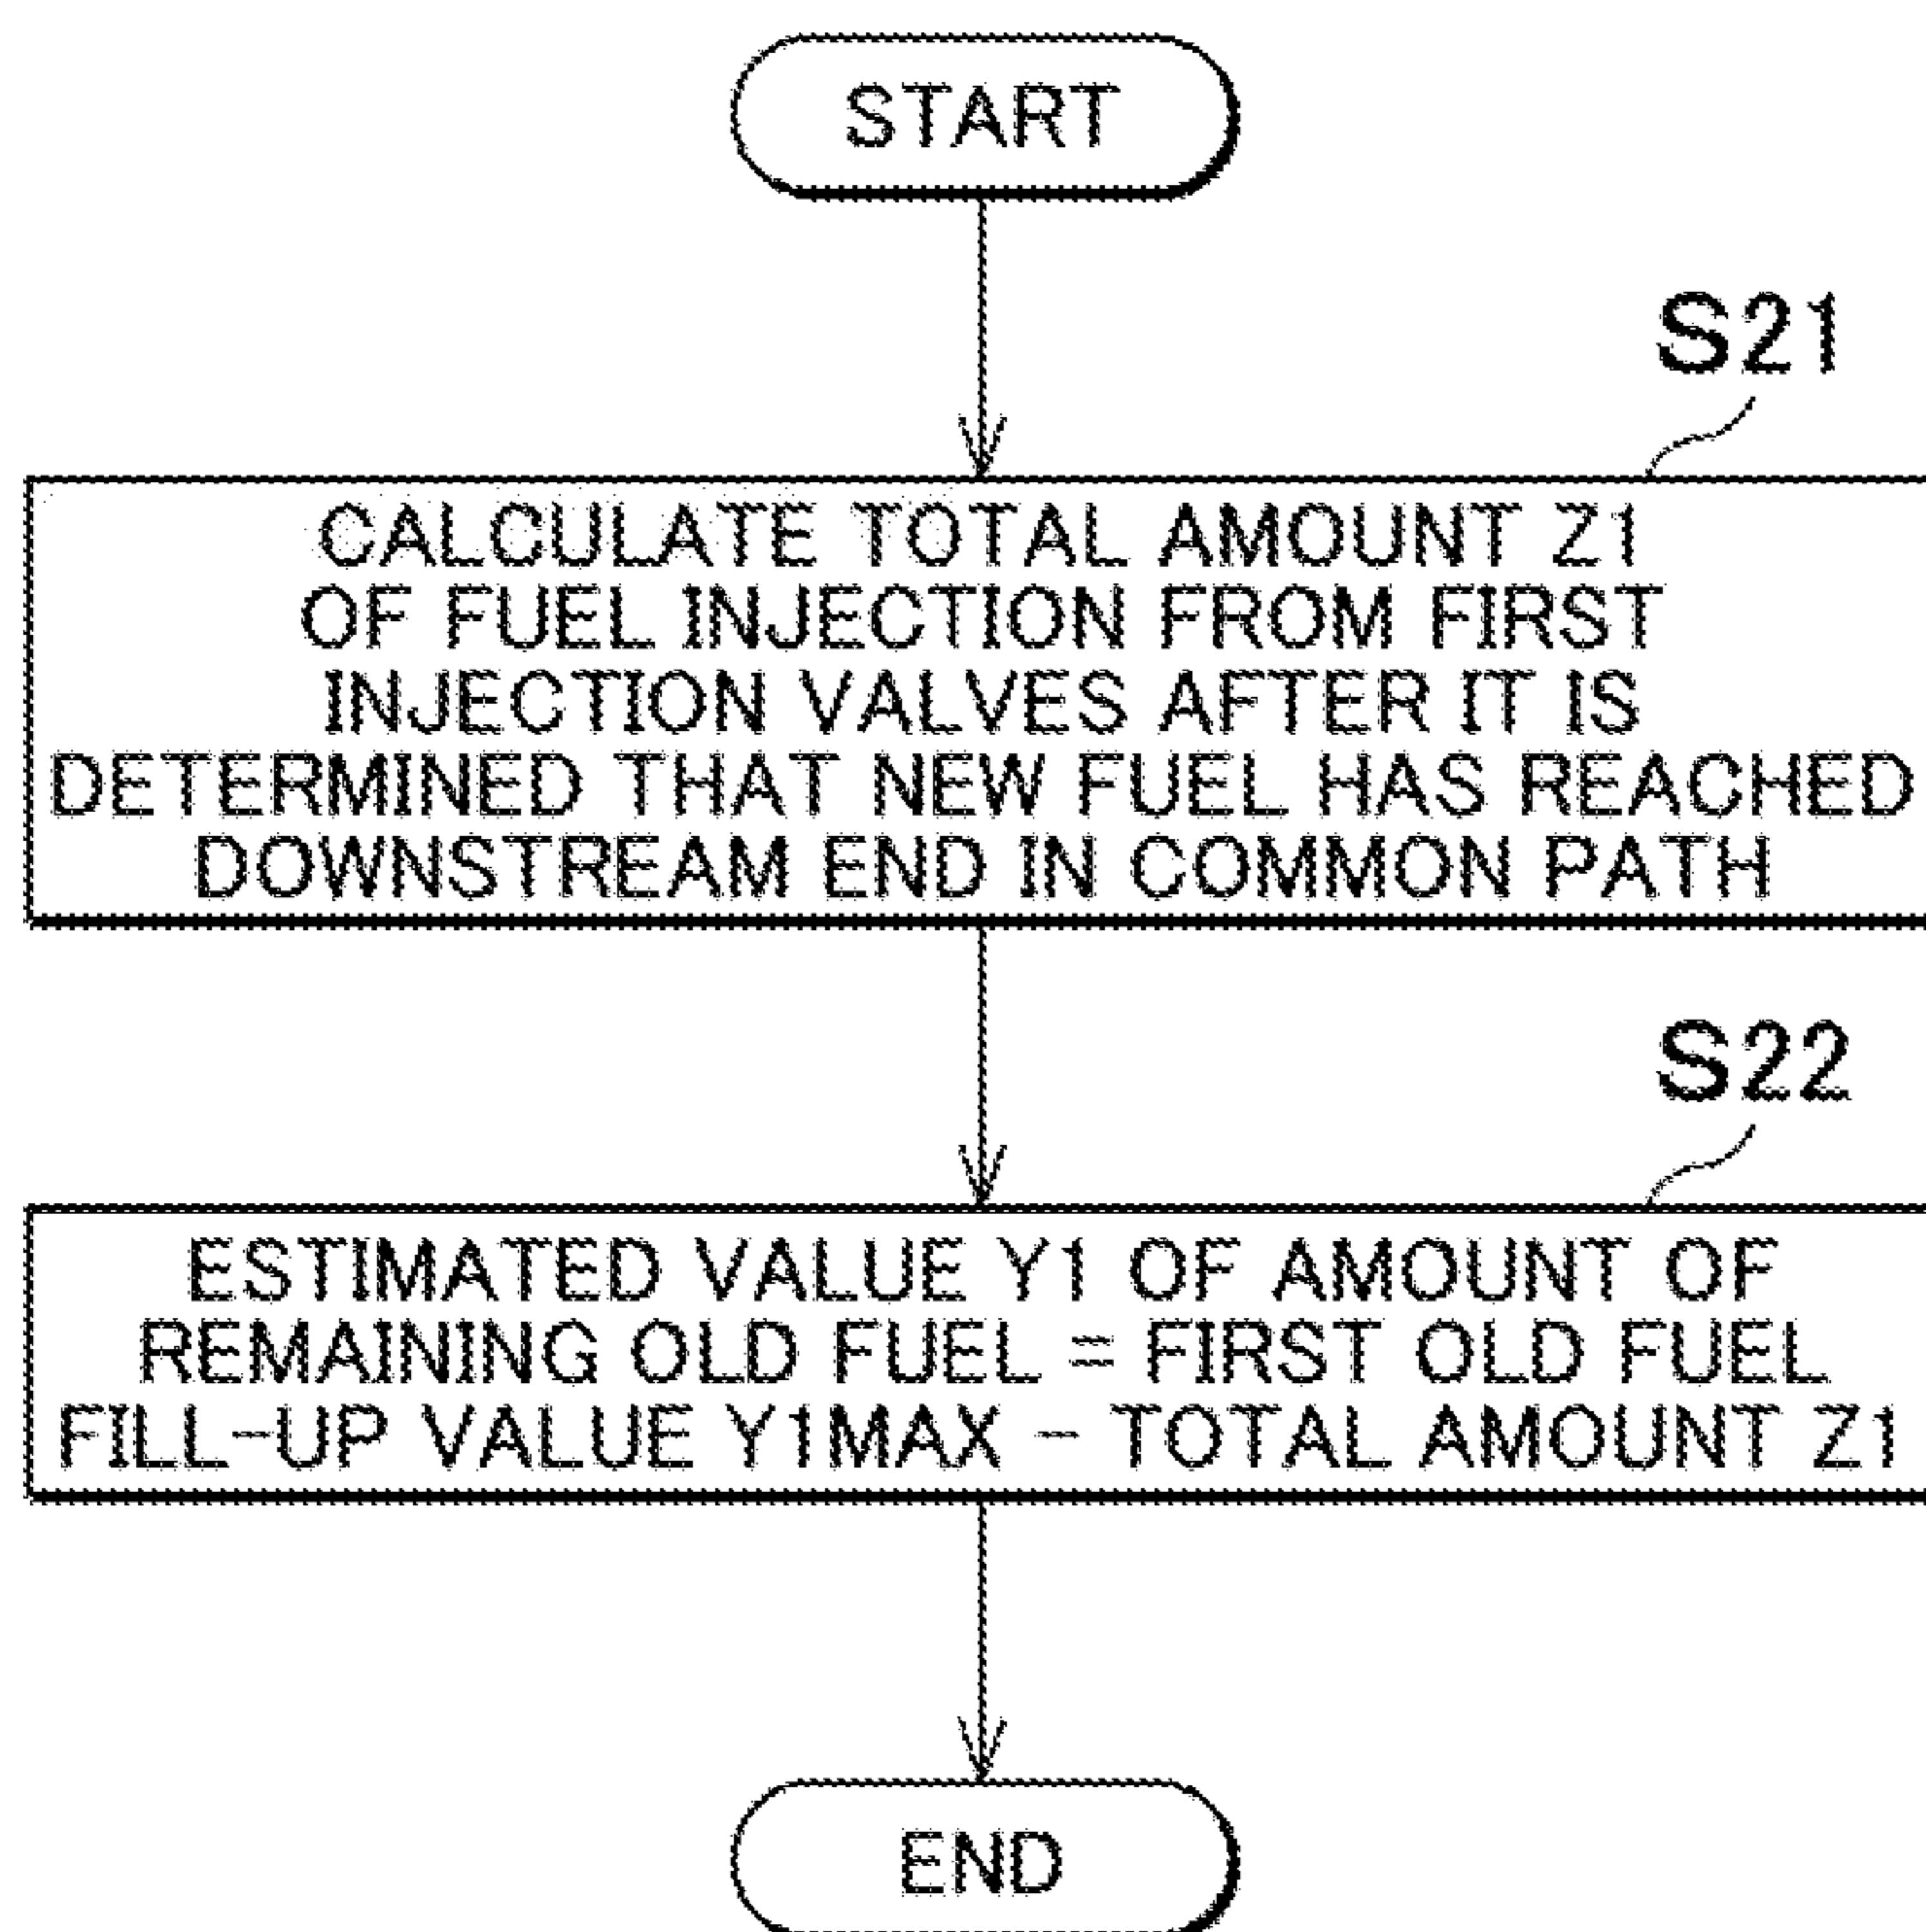 START
S21
CALCULATE TOTAL AMOUNT Z1
OF FUEL INJECTION FROM FIRST
INJECTION VALVES AFTER IT IS
DETERMINED THAT NEW FUEL HAS REACHED
DOWNSTREAM END IN COMMON PATH
S22
ESTIMATED VALUE Y1 OF AMOUNT OF
REMAINING OLD FUEL = FIRST OLD FUEL
FILL-UP VALUE Y1MAX - TOTAL AMOUNT Z1
END